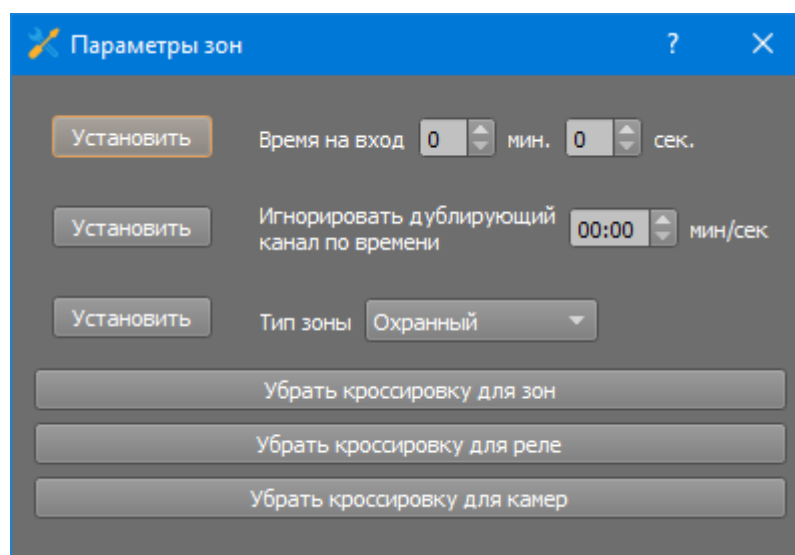 Параметры зон ?
Установить Время на вход 0 мин. 0 сек.
Установить Игнорировать дублирующий
канал по времени 00:00 мин/сек
Установить Тип зоны Охранный
Убрать кроссировку для зон
Убрать кроссировку для реле
Убрать кроссировку для камер